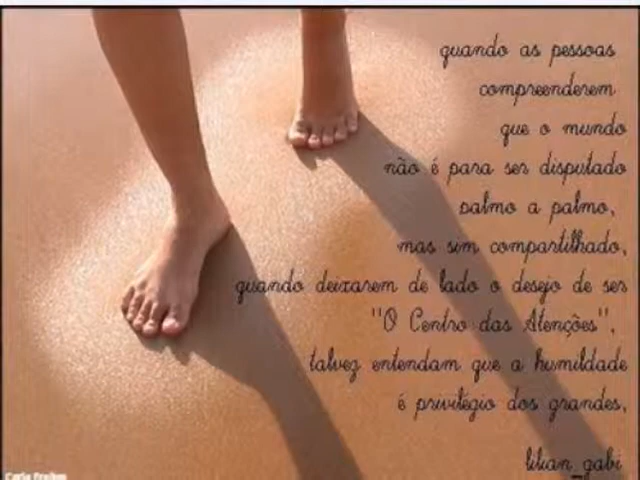 quando as pessoas
compreenderem
que o mundo
não é para ser disputado
palmo a palmo,
mas sim compartilhado,
quando deixarem de lado o desejo de ser
"O Centro das Atenções",
talvez entendam que a humildade
é privilégio dos grandes,
lilian_gabi